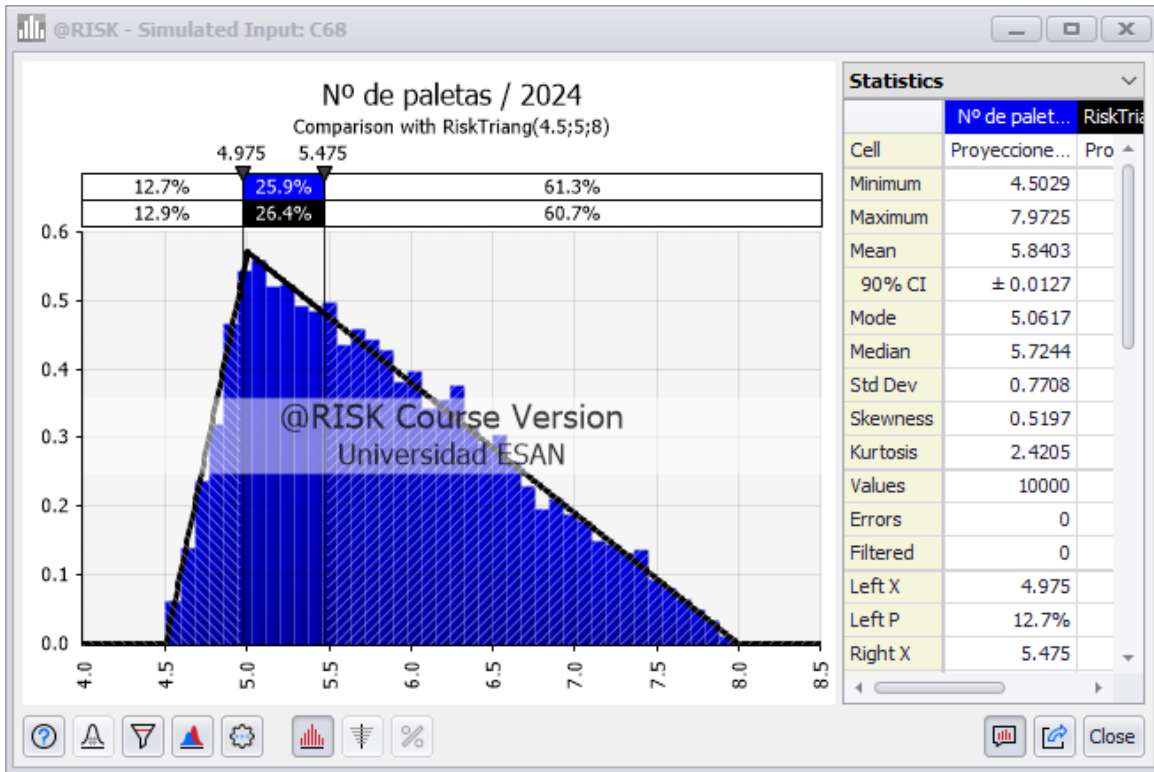 @RISK - Simulated Input: C68
Nº de paletas / 2024
Comparison with RiskTriang(4.5;5;8)
4.975 5.475
12.7% 25.9% 61.3%
12.9% 26.4% 60.7%
0.6
0.5
0.4
0.3
0.2
0.1
0.0
4.0 4.5 5.0 5.5 6.0 6.5 7.0 7.5 8.0 8.5
@RISK Course Version
Universidad ESAN
Statistics
Nº de palet... RiskTria
Cell Proyeccione... Pro
Minimum 4.5029
Maximum 7.9725
Mean 5.8403
90% CI ± 0.0127
Mode 5.0617
Median 5.7244
Std Dev 0.7708
Skewness 0.5197
Kurtosis 2.4205
Values 10000
Errors 0
Filtered 0
Left X 4.975
Left P 12.7%
Right X 5.475
Close